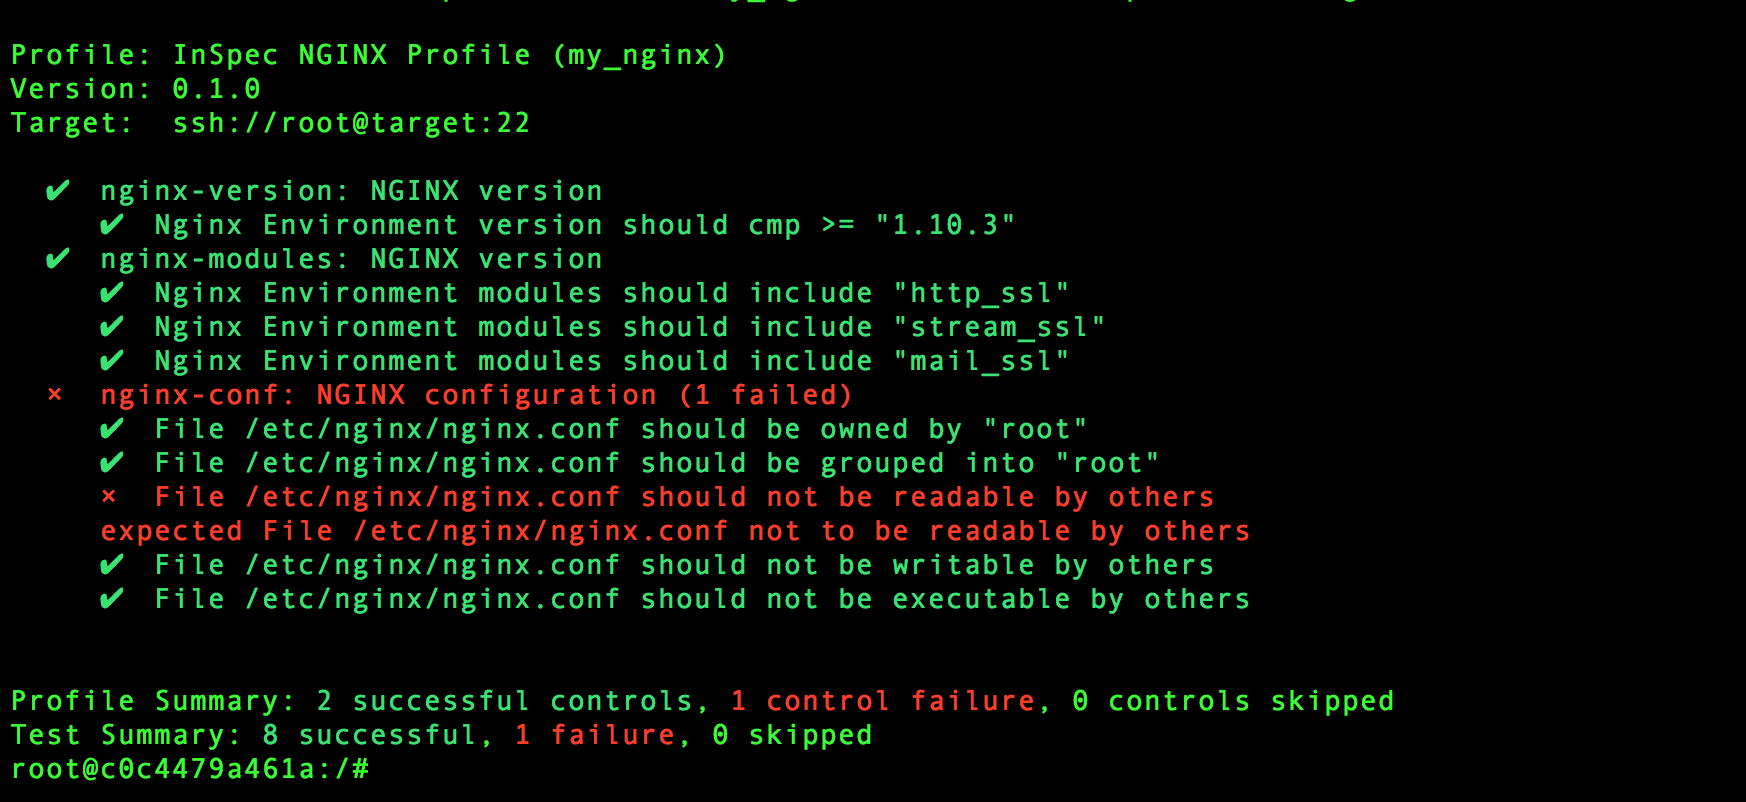 Profile: InSpec NGINX Profile (my_nginx)
Version: 0.1.0
Target:  ssh://root@target:22
✔  nginx-version: NGINX version
✔  Nginx Environment version should cmp >= "1.10.3"
✔  nginx-modules: NGINX version
✔  Nginx Environment modules should include "http_ssl"
✔  Nginx Environment modules should include "stream_ssl"
✔  Nginx Environment modules should include "mail_ssl"
×  nginx-conf: NGINX configuration (1 failed)
✔  File /etc/nginx/nginx.conf should be owned by "root"
✔  File /etc/nginx/nginx.conf should be grouped into "root"
×  File /etc/nginx/nginx.conf should not be readable by others
expected File /etc/nginx/nginx.conf not to be readable by others
✔  File /etc/nginx/nginx.conf should not be writable by others
✔  File /etc/nginx/nginx.conf should not be executable by others
Profile Summary: 2 successful controls, 1 control failure, 0 controls skipped
Test Summary: 8 successful, 1 failure, 0 skipped
root@c0c4479a461a:/#